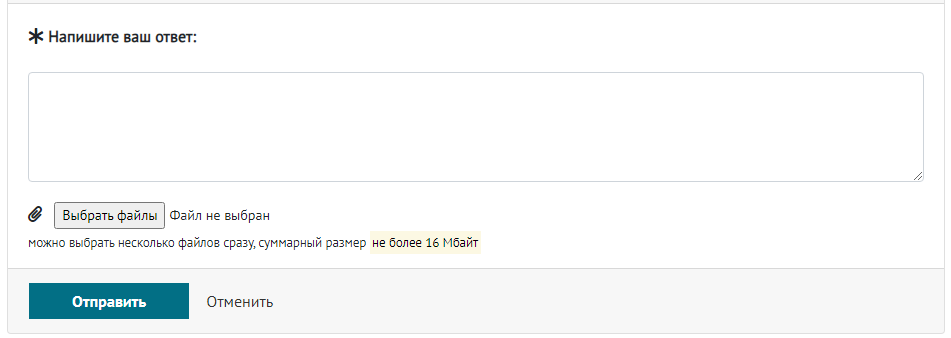 * Напишите ваш ответ:
Выбрать файлы Файл не выбран
можно выбрать несколько файлов сразу, суммарный размер не более 16 Мбайт
Отправить Отменить